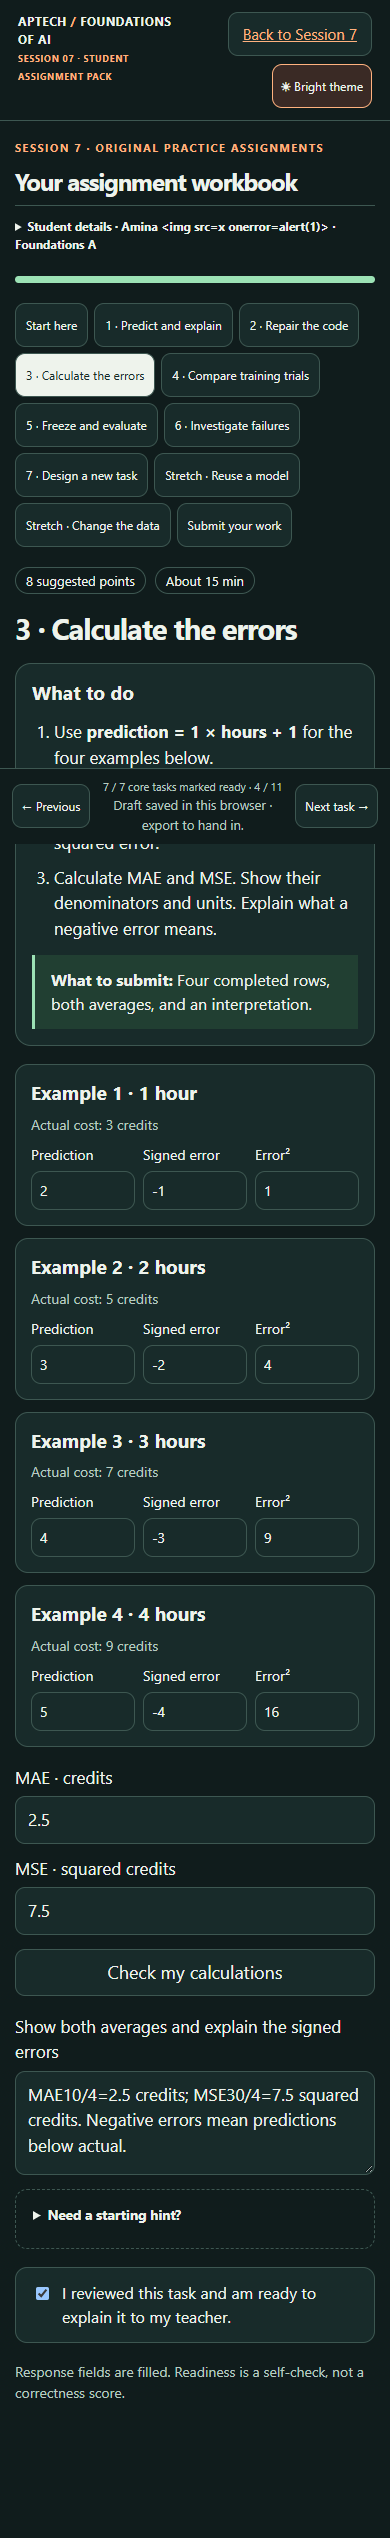 APTECH / FOUNDATIONS
OF AI
SESSION 07 · STUDENT
ASSIGNMENT PACK
Back to Session 7
☀ Bright theme
SESSION 7 · ORIGINAL PRACTICE ASSIGNMENTS
Your assignment workbook
▶ Student details · Amina <img src=x onerror=alert(1)> ·
Foundations A
Start here
1 · Predict and explain
2 · Repair the code
3 · Calculate the errors
4 · Compare training trials
5 · Freeze and evaluate
6 · Investigate failures
7 · Design a new task
Stretch · Reuse a model
Stretch · Change the data
Submit your work
8 suggested points
About 15 min
3 · Calculate the errors
What to do
1. Use prediction = 1 × hours + 1 for the
four examples below.
← Previous
7 / 7 core tasks marked ready · 4 / 11
Draft saved in this browser ·
export to hand in.
Next task →
squared error.
3. Calculate MAE and MSE. Show their
denominators and units. Explain what a
negative error means.
What to submit: Four completed rows,
both averages, and an interpretation.
Example 1 · 1 hour
Actual cost: 3 credits
Prediction Signed error Error²
2 -1 1
Example 2 · 2 hours
Actual cost: 5 credits
Prediction Signed error Error²
3 -2 4
Example 3 · 3 hours
Actual cost: 7 credits
Prediction Signed error Error²
4 -3 9
Example 4 · 4 hours
Actual cost: 9 credits
Prediction Signed error Error²
5 -4 16
MAE · credits
2.5
MSE · squared credits
7.5
Check my calculations
Show both averages and explain the signed
errors
MAE10/4=2.5 credits; MSE30/4=7.5 squared
credits. Negative errors mean predictions
below actual.
▶ Need a starting hint?
I reviewed this task and am ready to
explain it to my teacher.
Response fields are filled. Readiness is a self-check, not a
correctness score.